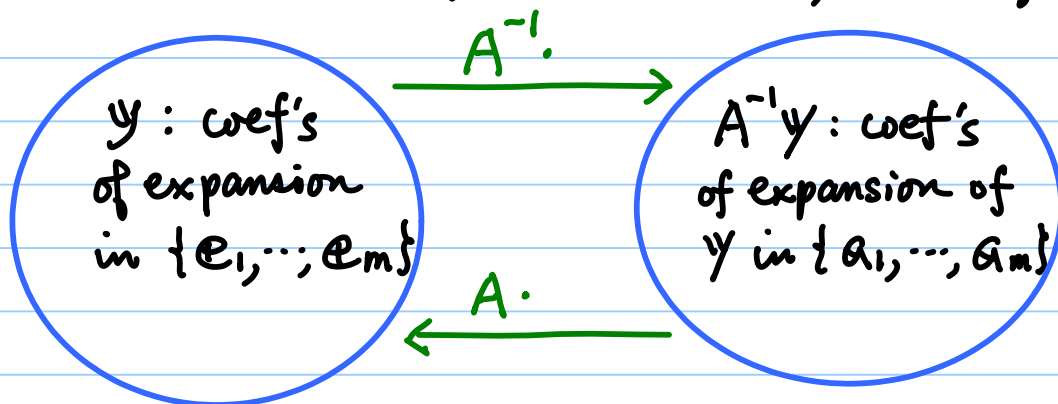 A⁻¹·
y : coef's
of expansion
in {e₁,⋯, eₘ}
A⁻¹y : coef's
of expansion of
y in {a₁,⋯, aₘ}
A·